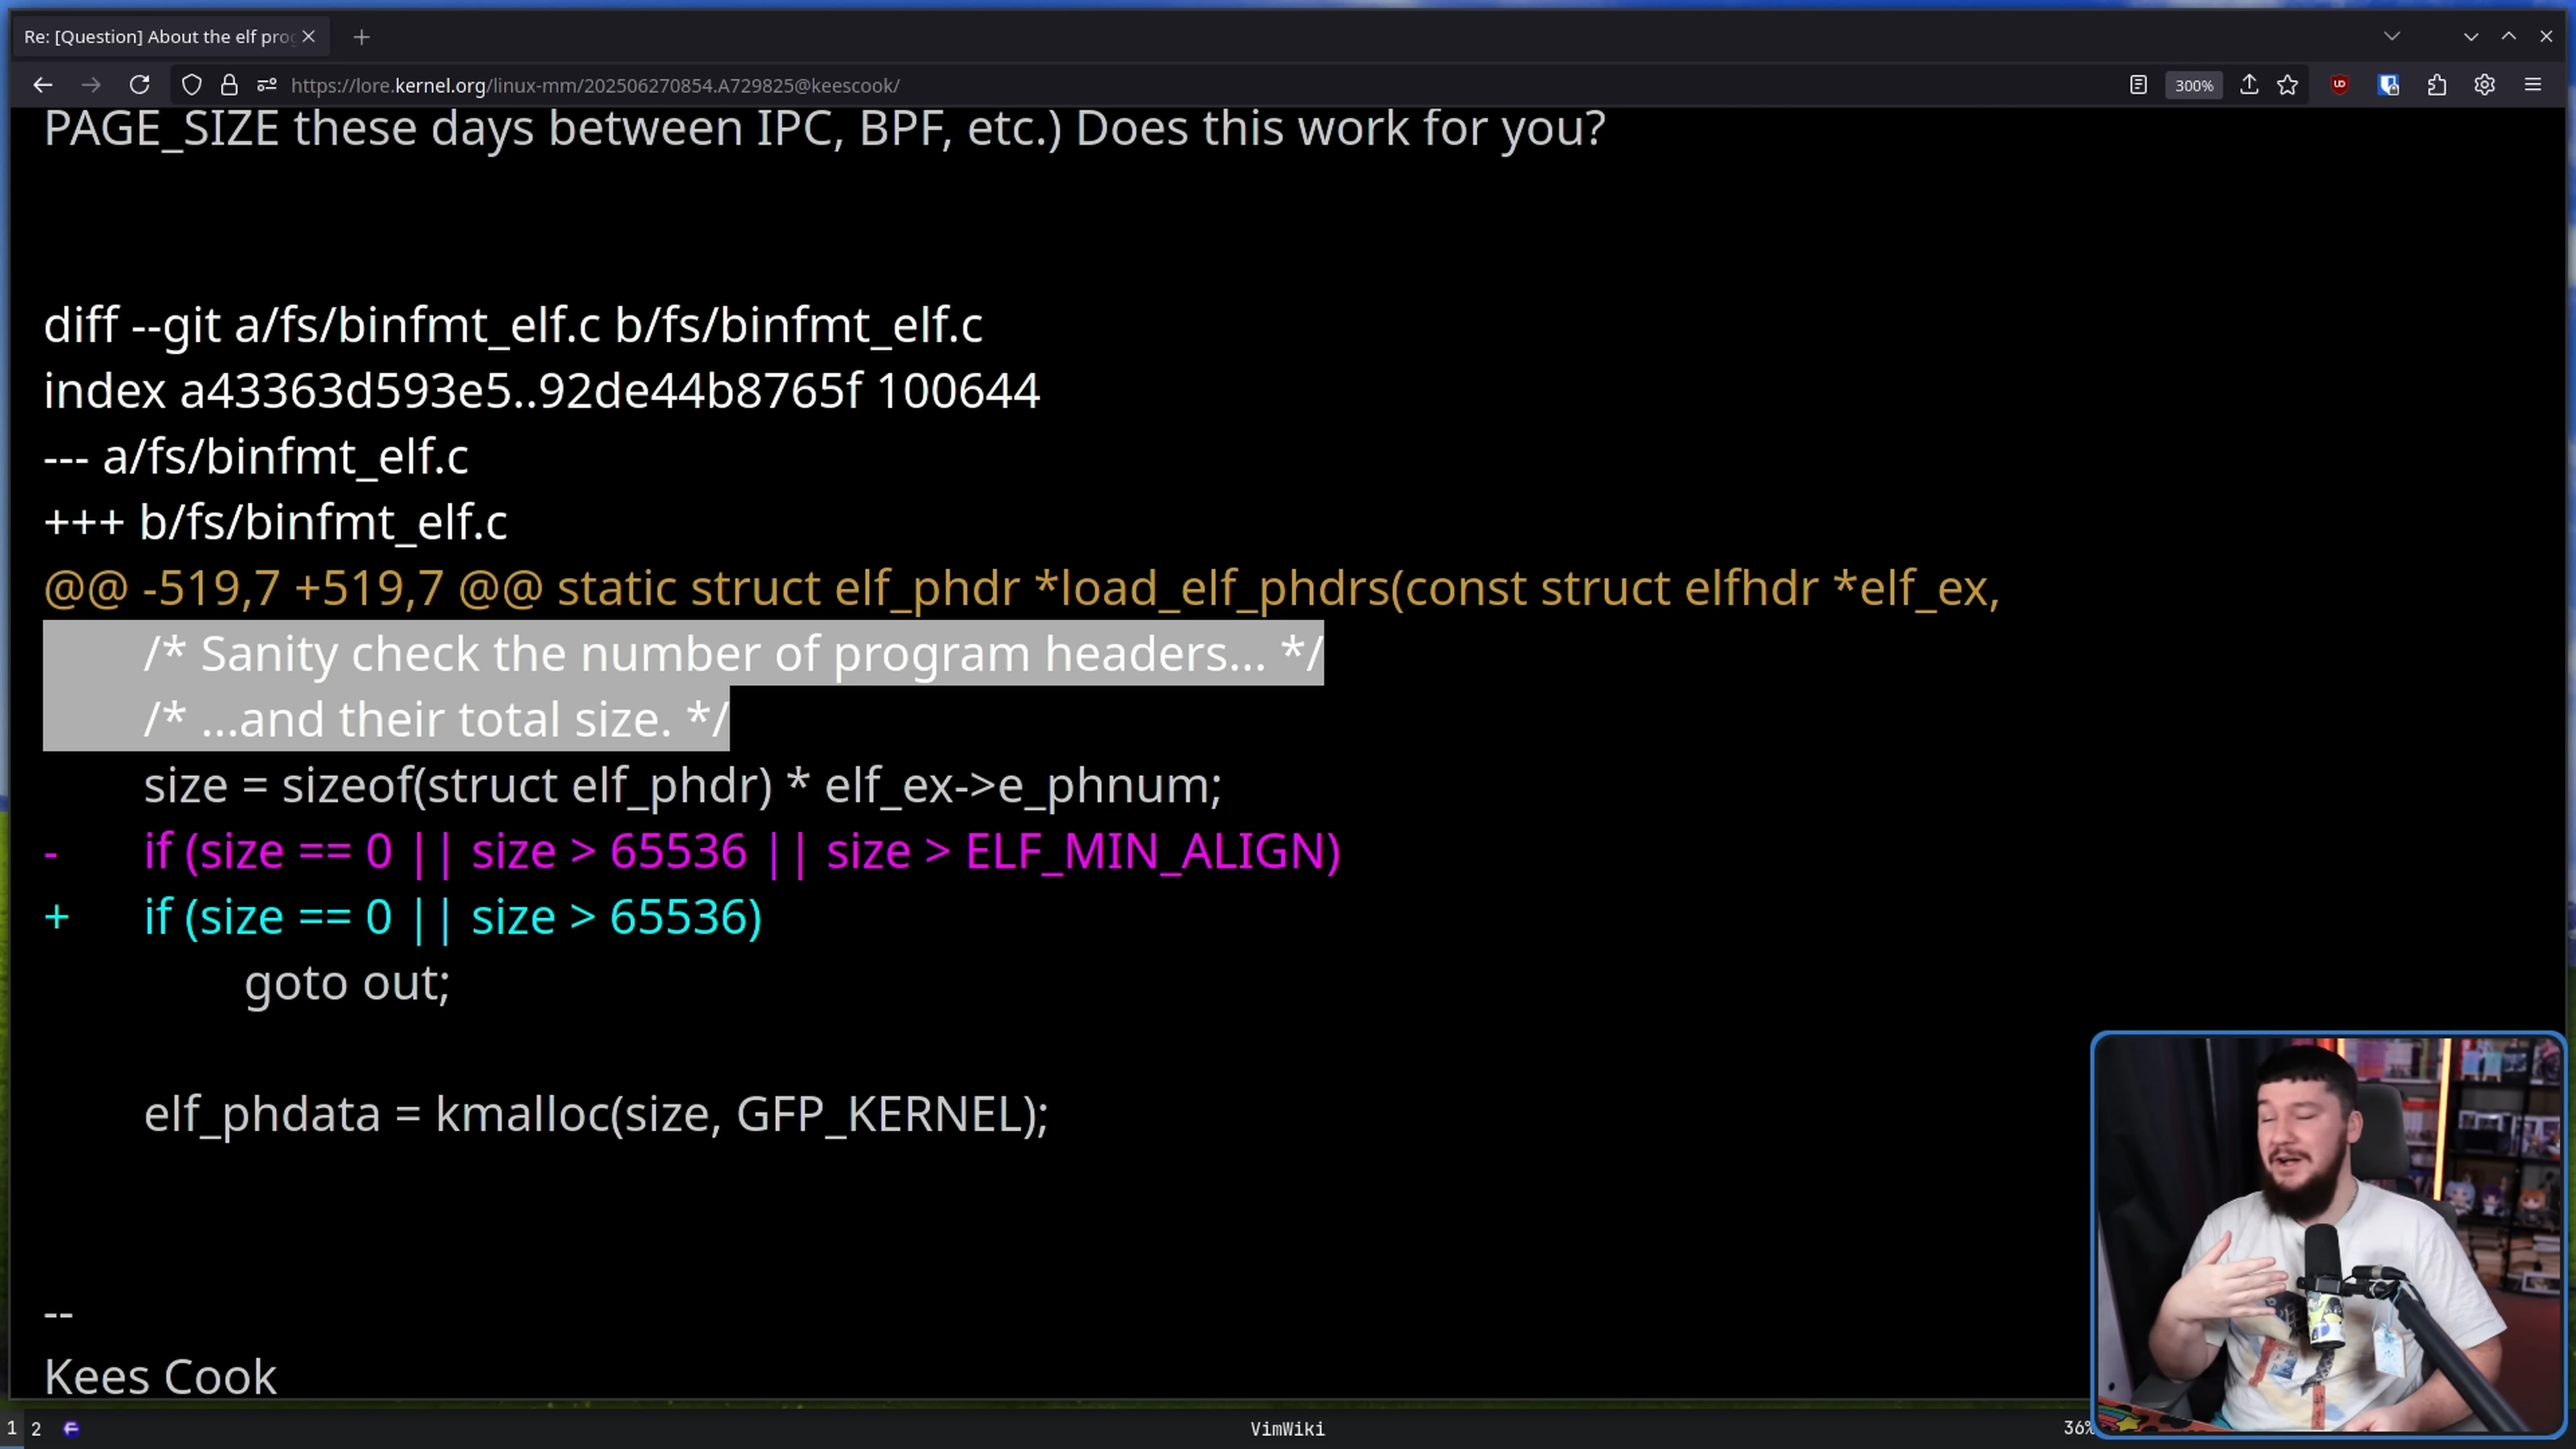 Re: [Question] About the elf prog
https://lore.kernel.org/linux-mm/202506270854.A729825@keescook/
300%
PAGE_SIZE these days between IPC, BPF, etc.) Does this work for you?
diff --git a/fs/binfmt_elf.c b/fs/binfmt_elf.c
index a43363d593e5..92de44b8765f 100644
--- a/fs/binfmt_elf.c
+++ b/fs/binfmt_elf.c
@@ -519,7 +519,7 @@ static struct elf_phdr *load_elf_phdrs(const struct elfhdr *elf_ex,
/* Sanity check the number of program headers... */
/* ...and their total size. */
size = sizeof(struct elf_phdr) * elf_ex->e_phnum;
- if (size == 0 || size > 65536 || size > ELF_MIN_ALIGN)
+ if (size == 0 || size > 65536)
goto out;
elf_phdata = kmalloc(size, GFP_KERNEL);
--
Kees Cook
1 2
VimWiki
36%